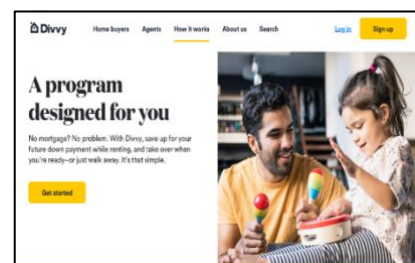 Divvy
Home buyers Agents How it works About us Search Log in Sign up
A program
designed for you
No mortgage? No problem. With Divvy, save up for your
future down payment while renting, and take over when
you're ready—or just walk away. It's that simple.
Get started